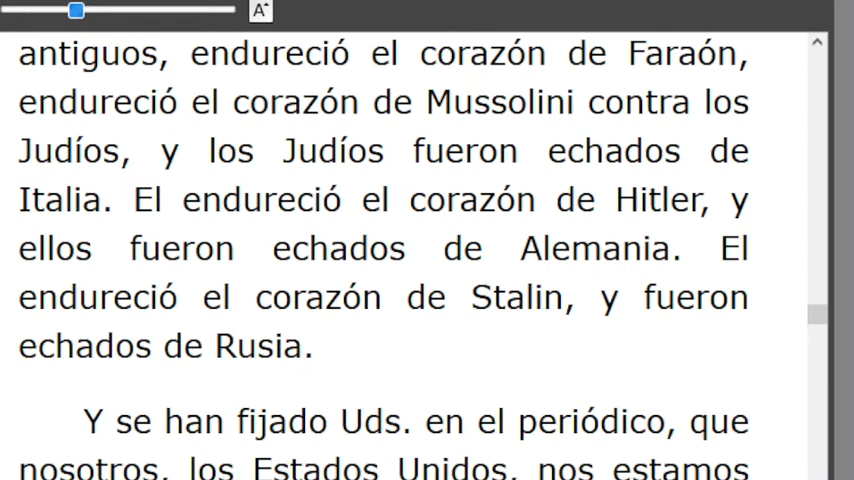 A
antiguos, endureció el corazón de Faraón,
endureció el corazón de Mussolini contra los
Judíos, y los Judíos fueron echados de
Italia. El endureció el corazón de Hitler, y
ellos fueron echados de Alemania. El
endureció el corazón de Stalin, y fueron
echados de Rusia.
Y se han fijado Uds. en el periódico, que
nosotros, los Estados Unidos, nos estamos